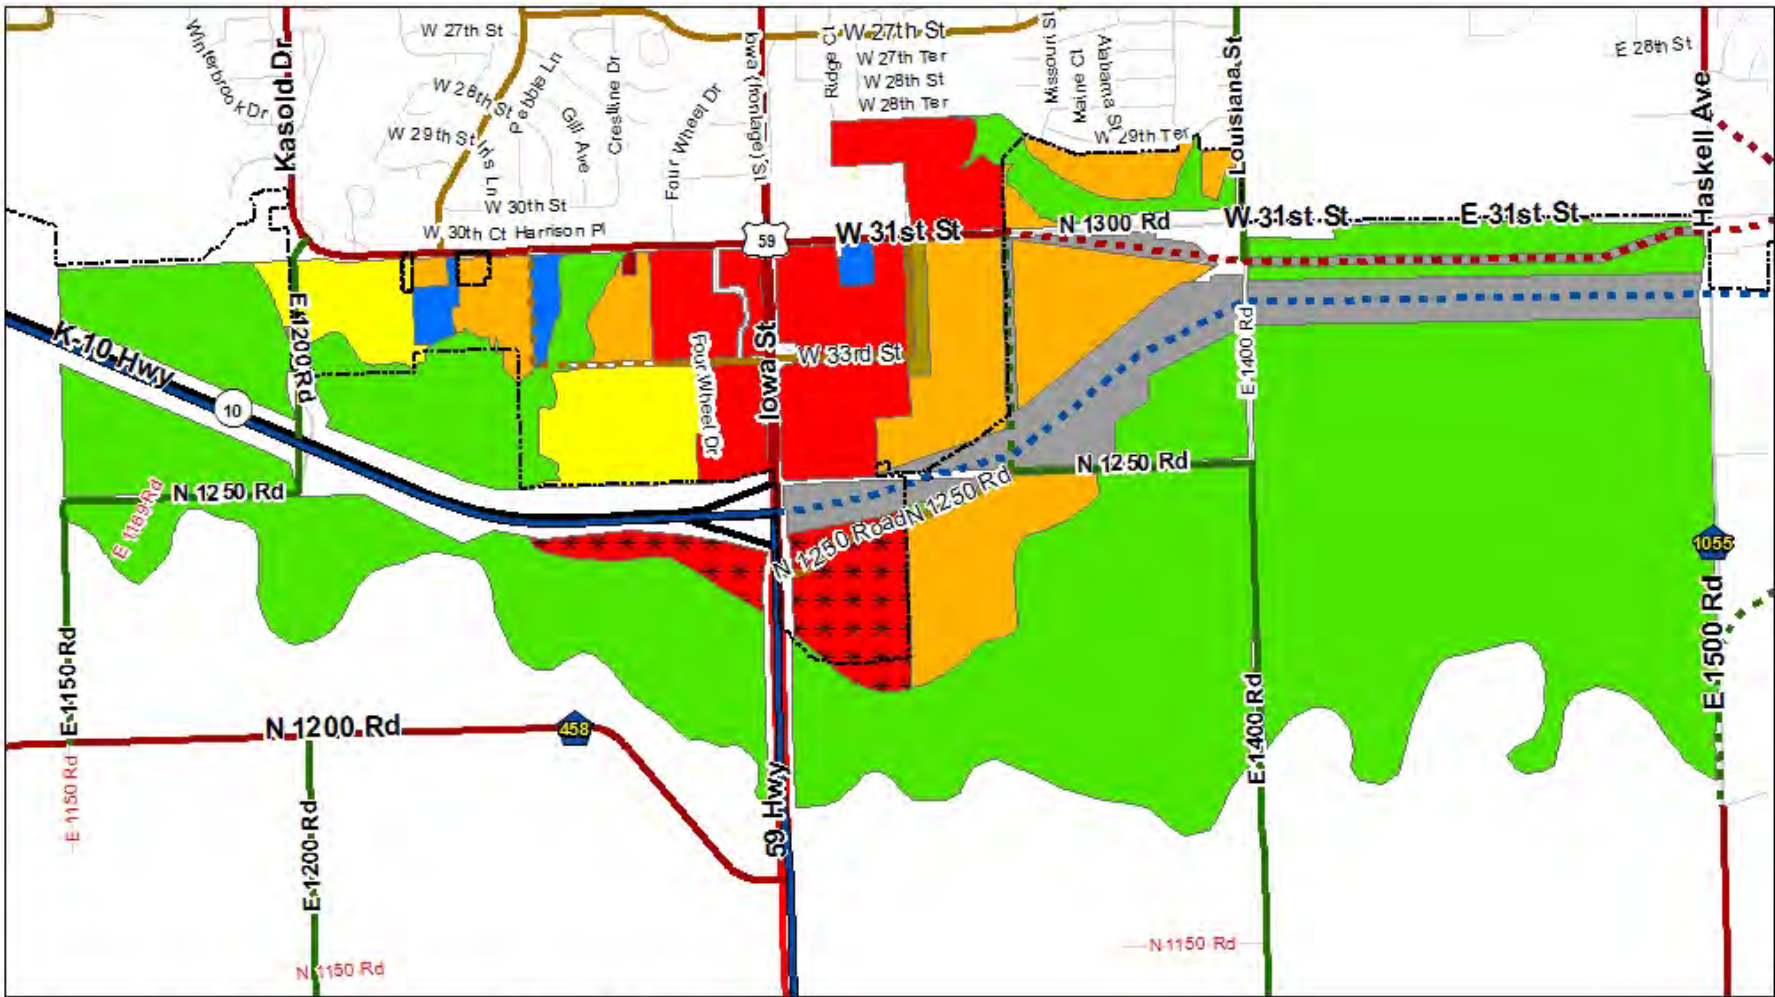 W 27th St
W 27th St
E 28th St
Winterbrook Dr
Kasold Dr
W 28th St
Pebble Ln
Gill Ave
Crestline Dr
Four Wheel Dr
Iowa (frontage) St
Ridge Ct
W 27th Ter
W 28th St
W 28th Ter
Missouri St
Maine Ct
Alabama St
Louisiana St
Haskell Ave
W 29th St
Iris Ln
W 29th Ter
W 30th St
W 30th Ct
Harrison Pl
59
W 31st St
N 1300 Rd
W 31st St
E 31st St
E 1200 Rd
K-10 Hwy
10
Iowa St
W 33rd St
Four Wheel Dr
E 1400 Rd
N 1250 Rd
N 1250 Rd
E 1189 Rd
N 1250 Road
N 1250 Rd
1055
E 1150 Rd
E 1500 Rd
N 1200 Rd
458
E 1400 Rd
E 1150 Rd
E 1200 Rd
59 Hwy
N 1150 Rd
N 1150 Rd